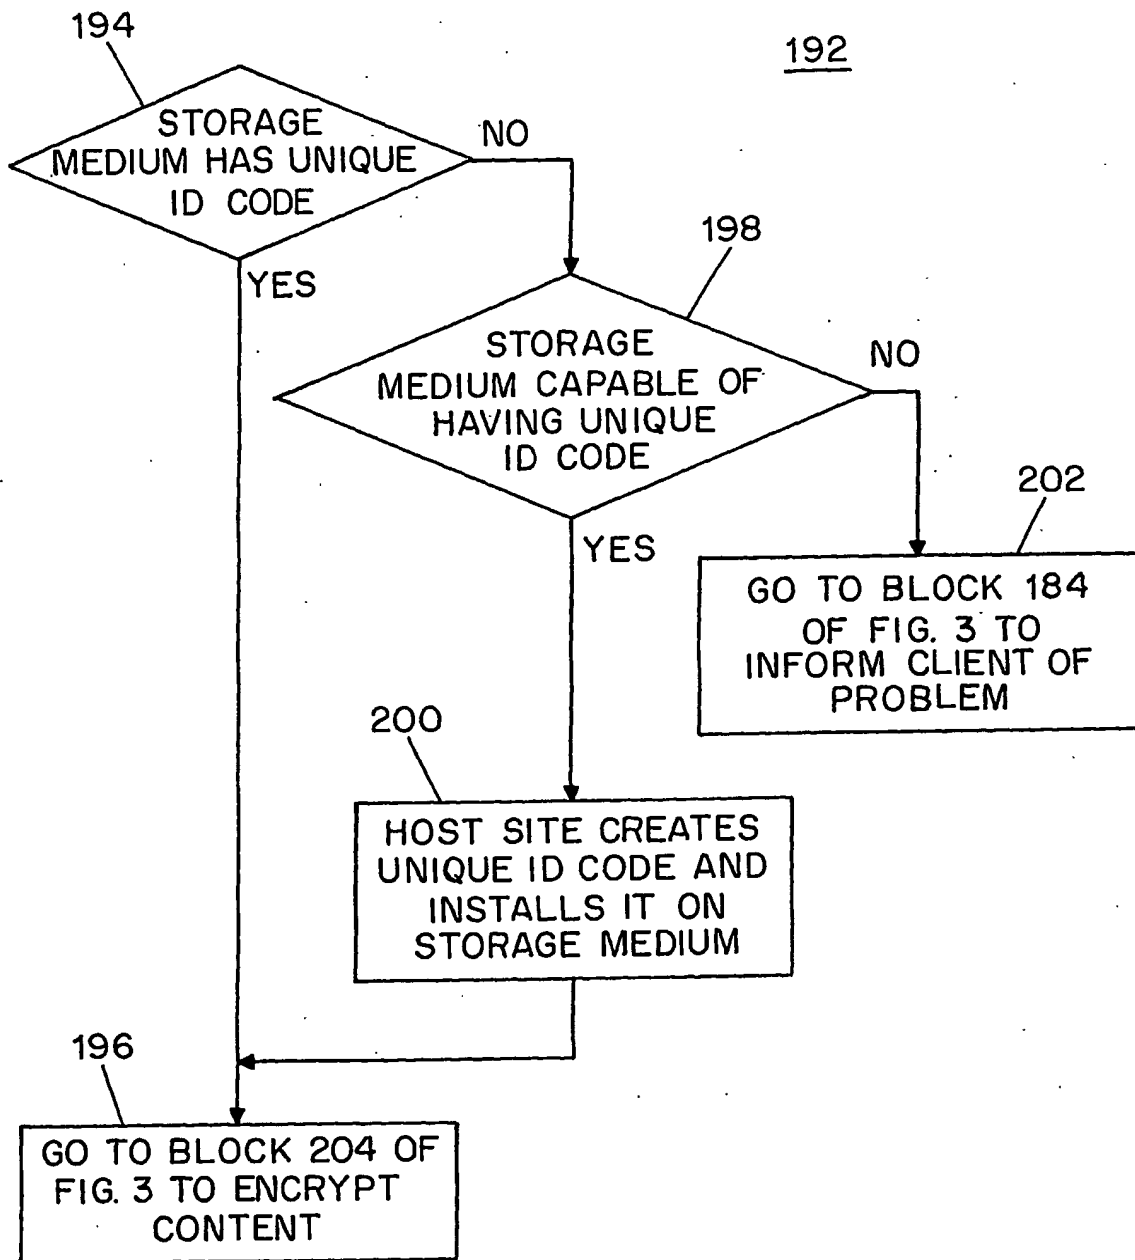 194
192
STORAGE
MEDIUM HAS UNIQUE
ID CODE
NO
YES
198
STORAGE
MEDIUM CAPABLE OF
HAVING UNIQUE
ID CODE
NO
YES
202
GO TO BLOCK 184
OF FIG. 3 TO
INFORM CLIENT OF
PROBLEM
200
HOST SITE CREATES
UNIQUE ID CODE AND
INSTALLS IT ON
STORAGE MEDIUM
196
GO TO BLOCK 204 OF
FIG. 3 TO ENCRYPT
CONTENT